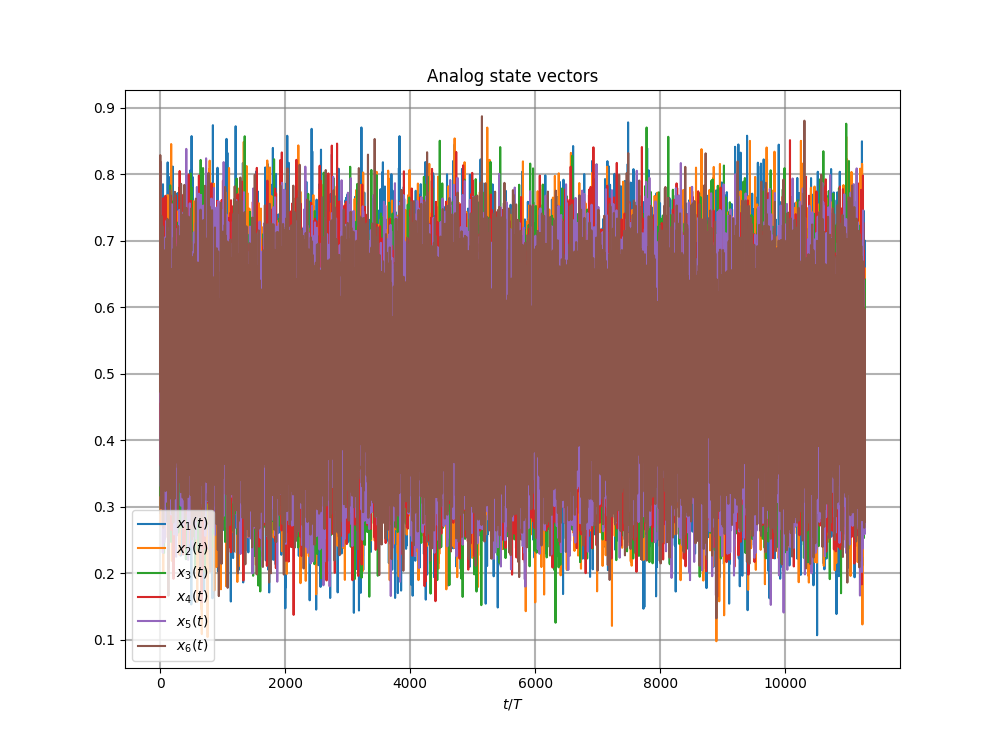 Analog state vectors
0.9
0.8
0.7
0.6
0.5
0.4
0.3
0.2
0.1
x₁(t)
x₂(t)
x₃(t)
x₄(t)
x₅(t)
x₆(t)
0 2000 4000 6000 8000 10000
t/T